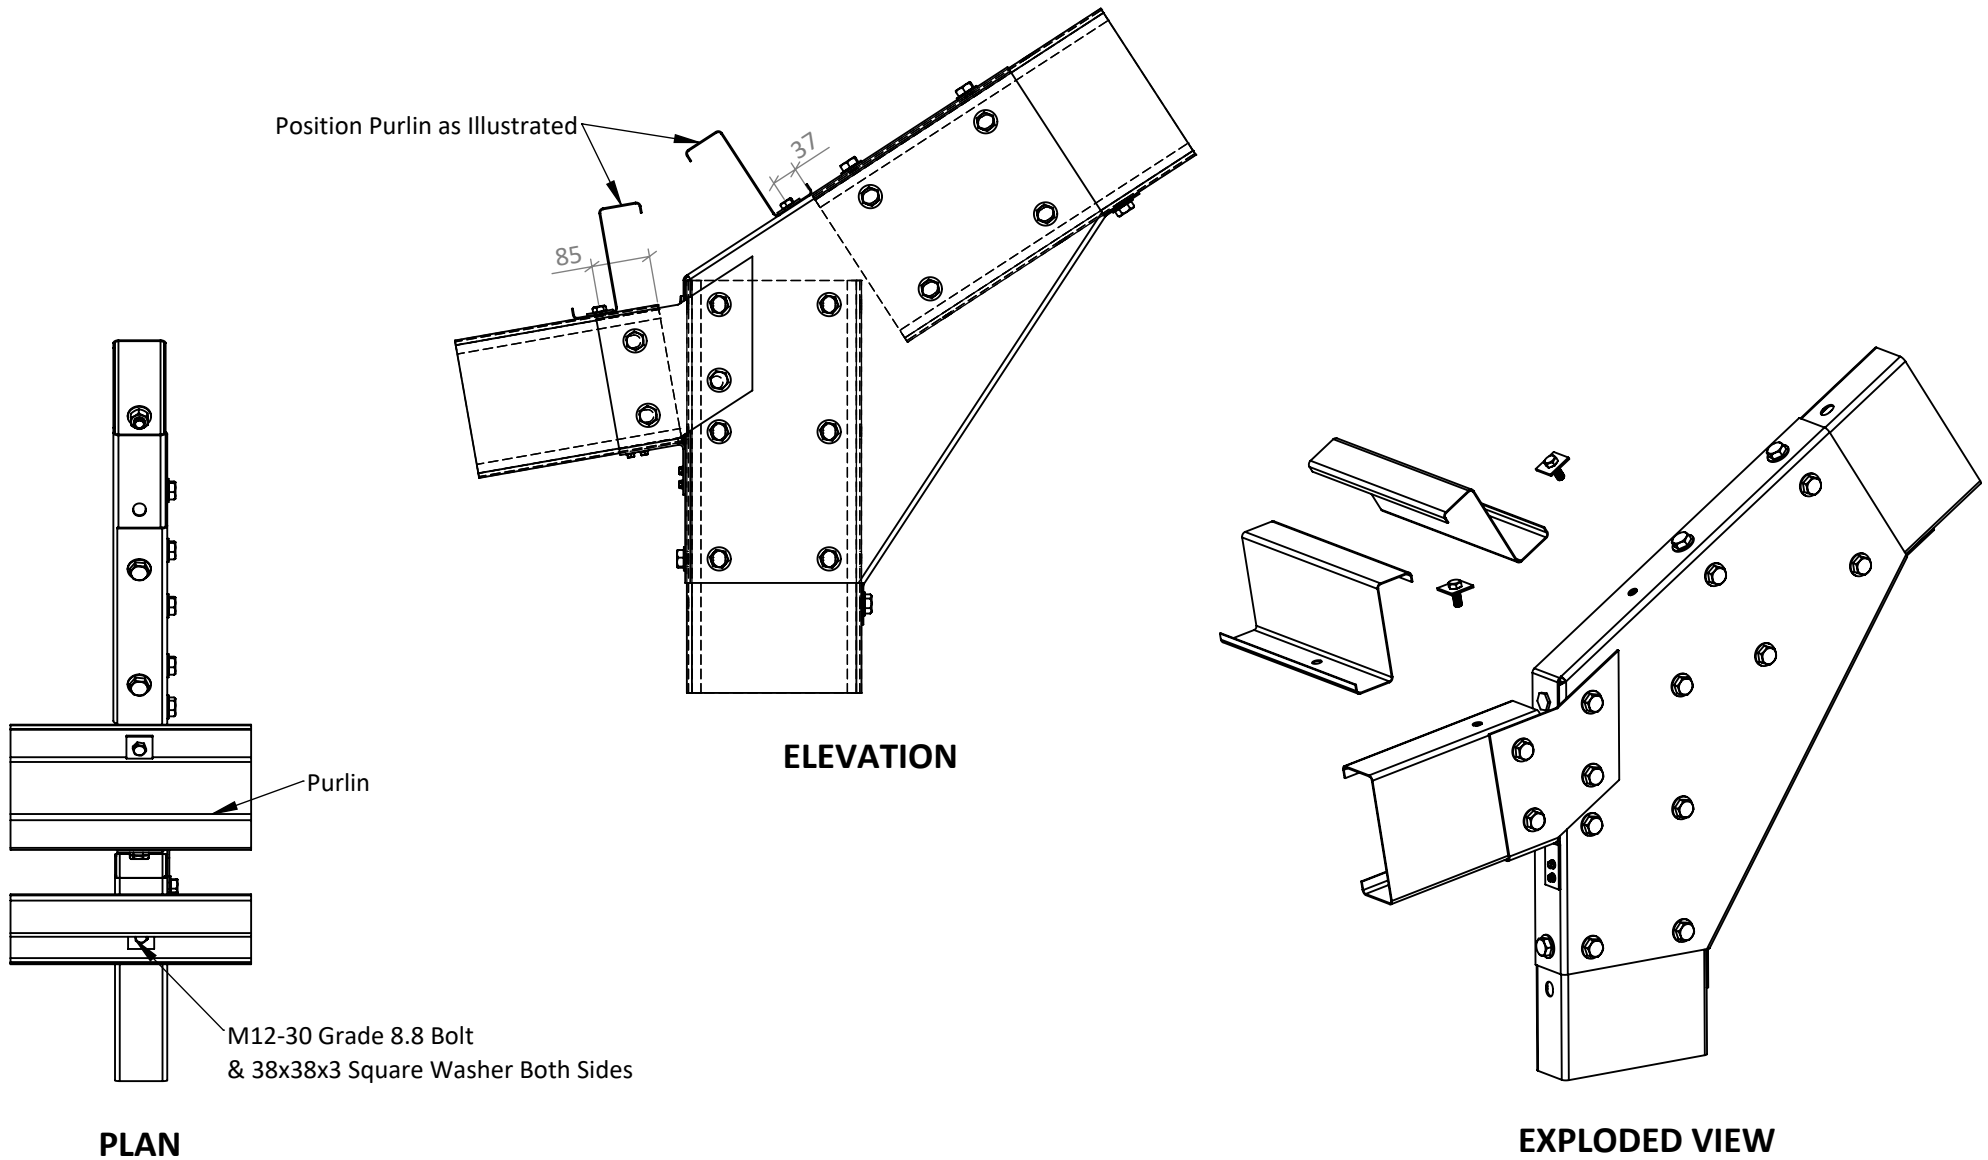 Position Purlin as Illustrated
37
85
ELEVATION
Purlin
M12-30 Grade 8.8 Bolt
& 38x38x3 Square Washer Both Sides
PLAN
EXPLODED VIEW